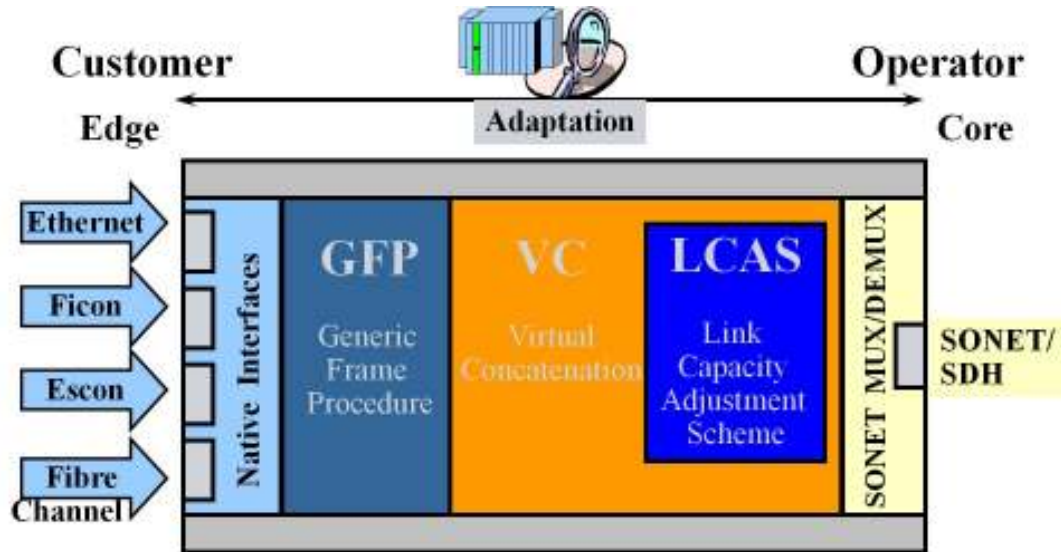 Customer
Operator
Adaptation
Edge
Core
Ethernet
Ficon
Escon
Fibre
Channel
Native Interfaces
GFP
Generic
Frame
Procedure
VC
Virtual
Concatenation
LCAS
Link
Capacity
Adjustment
Scheme
SONET MUX/DEMUX
SONET/
SDH